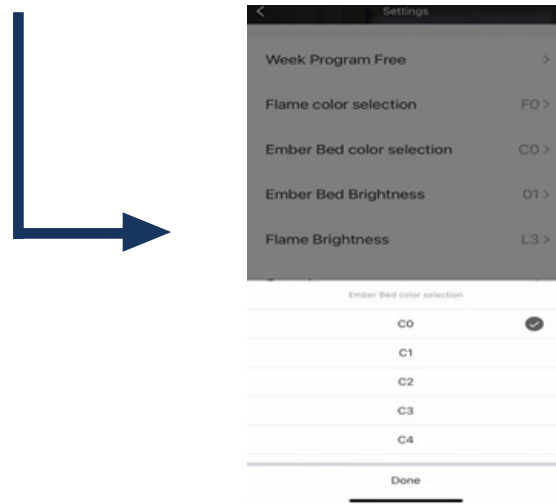 Settings
Week Program Free
Flame color selection F0
Ember Bed color selection C0
Ember Bed Brightness 01
Flame Brightness L3
Ember Bed color selection
C0
C1
C2
C3
C4
Done